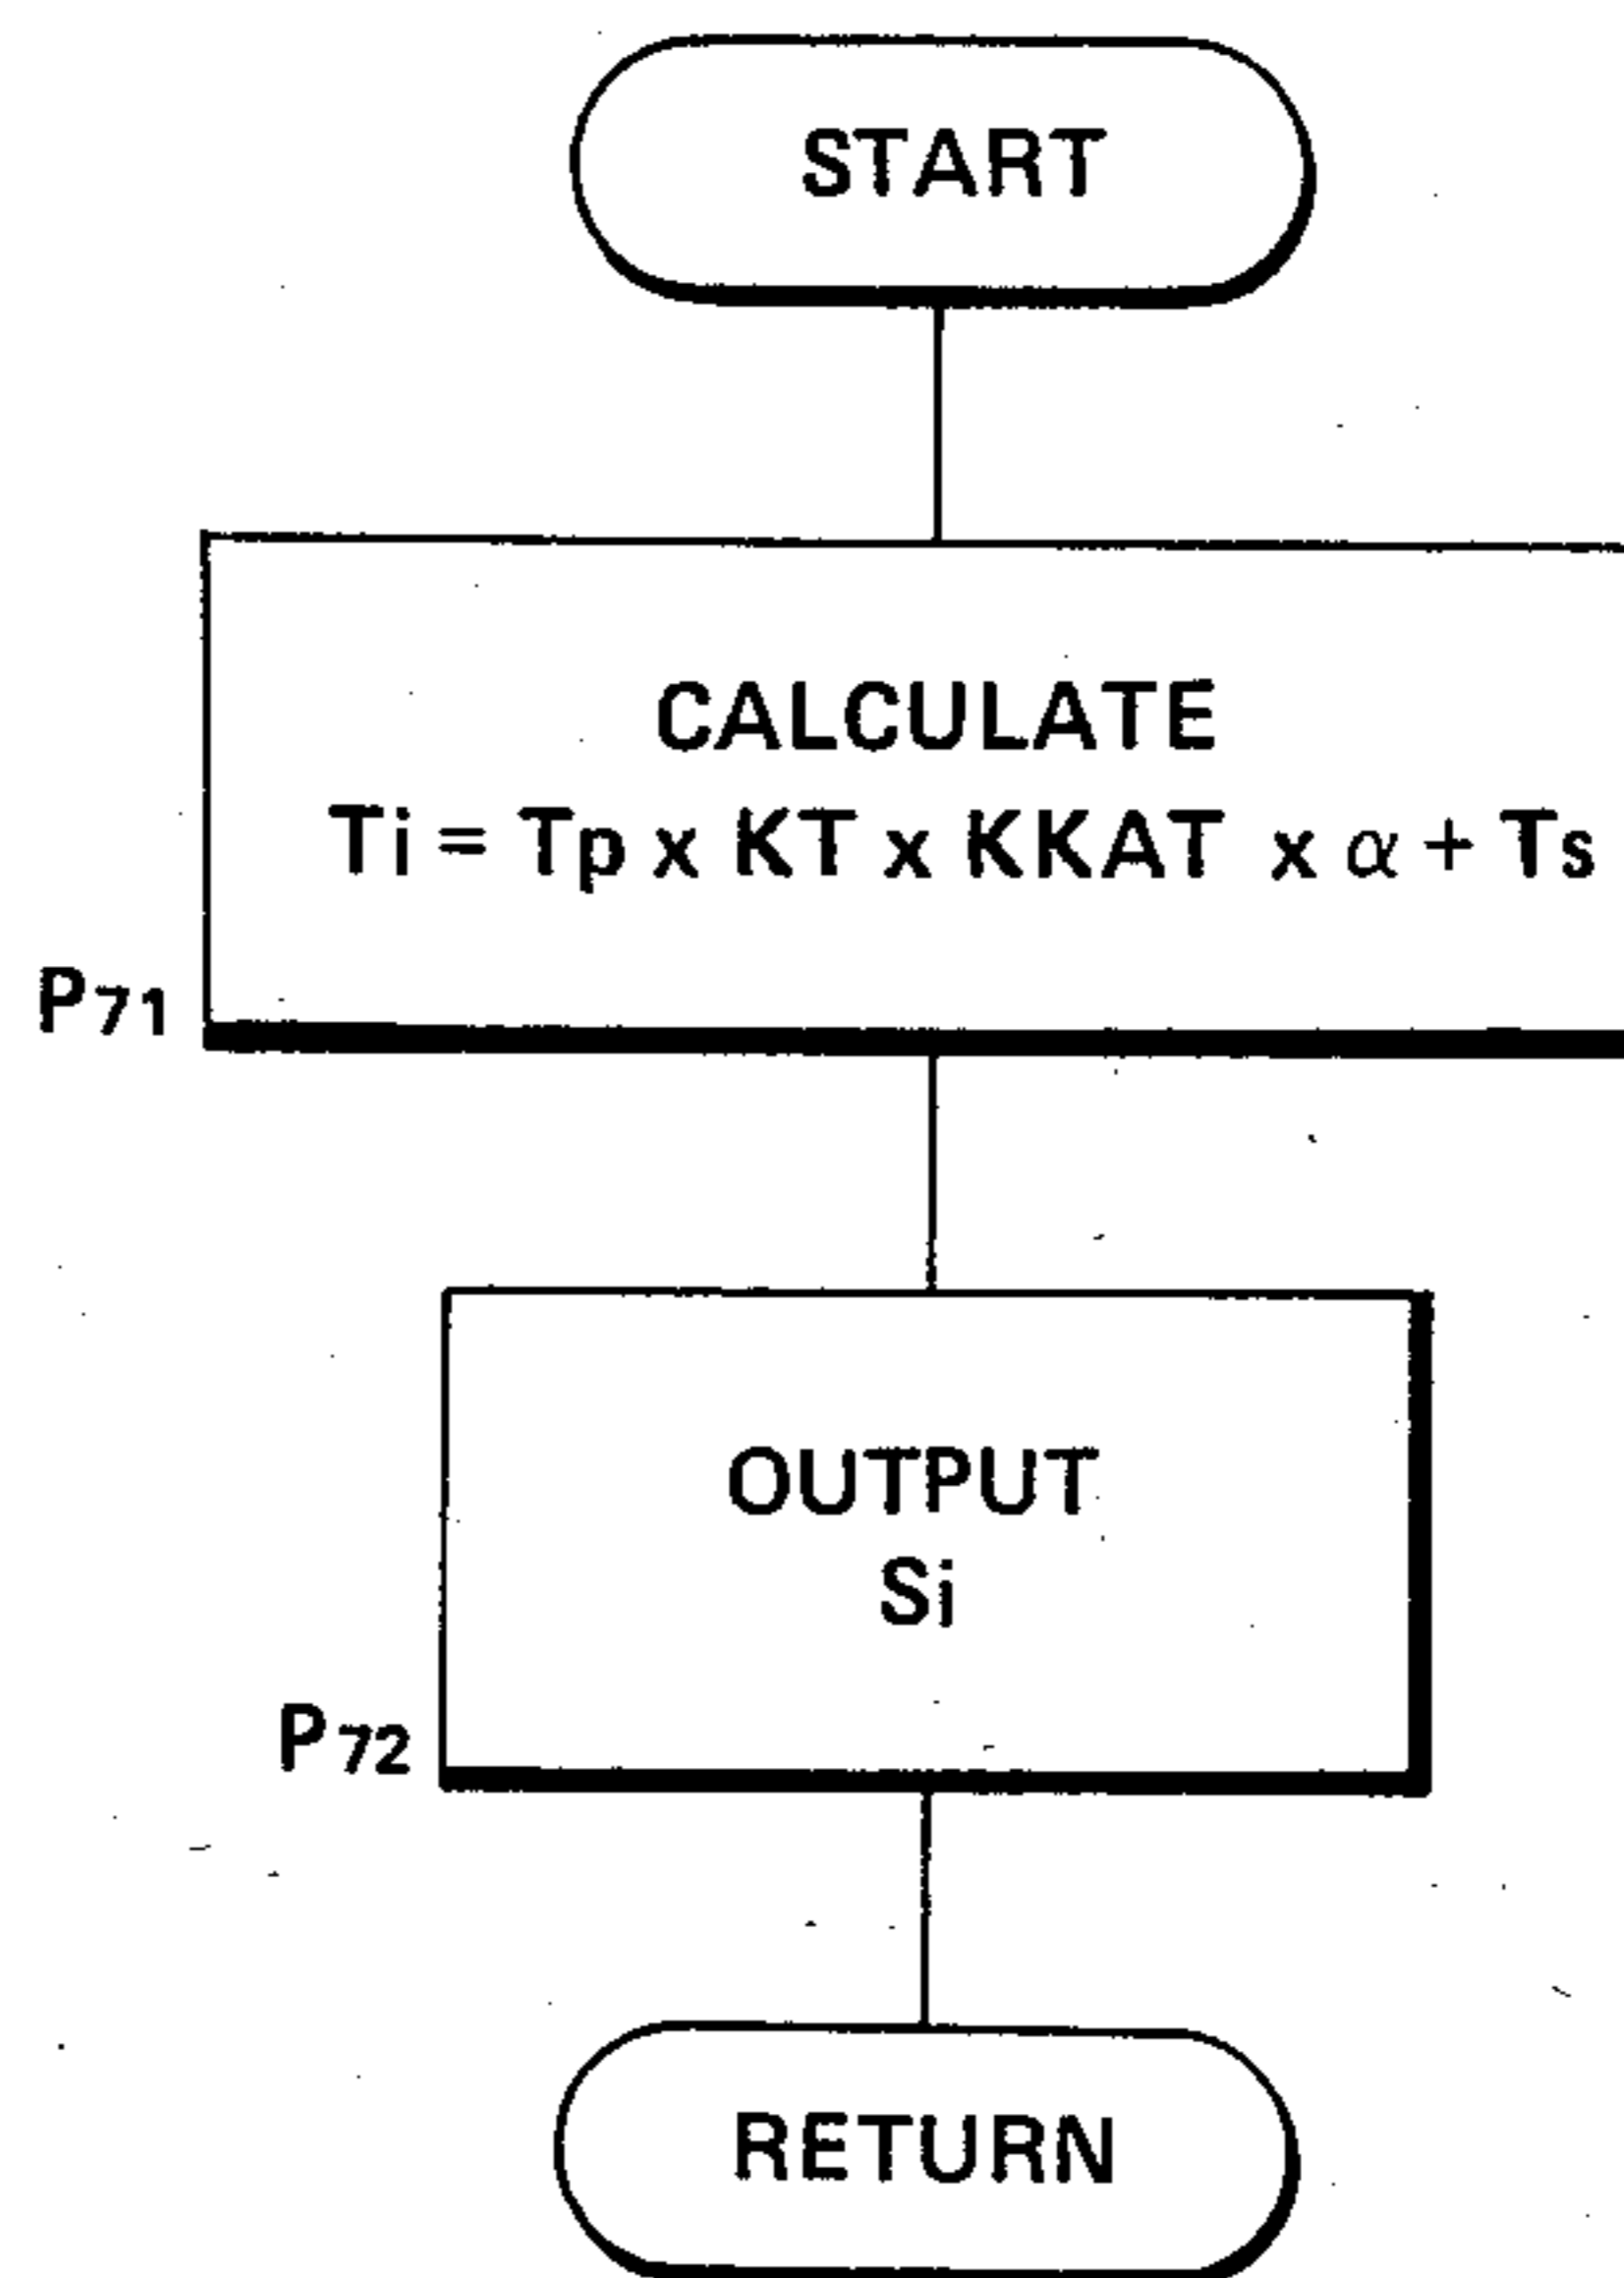 START
CALCULATE
Ti = Tp x KT x KKAT x α + Ts
P71
OUTPUT
Si
P72
RETURN